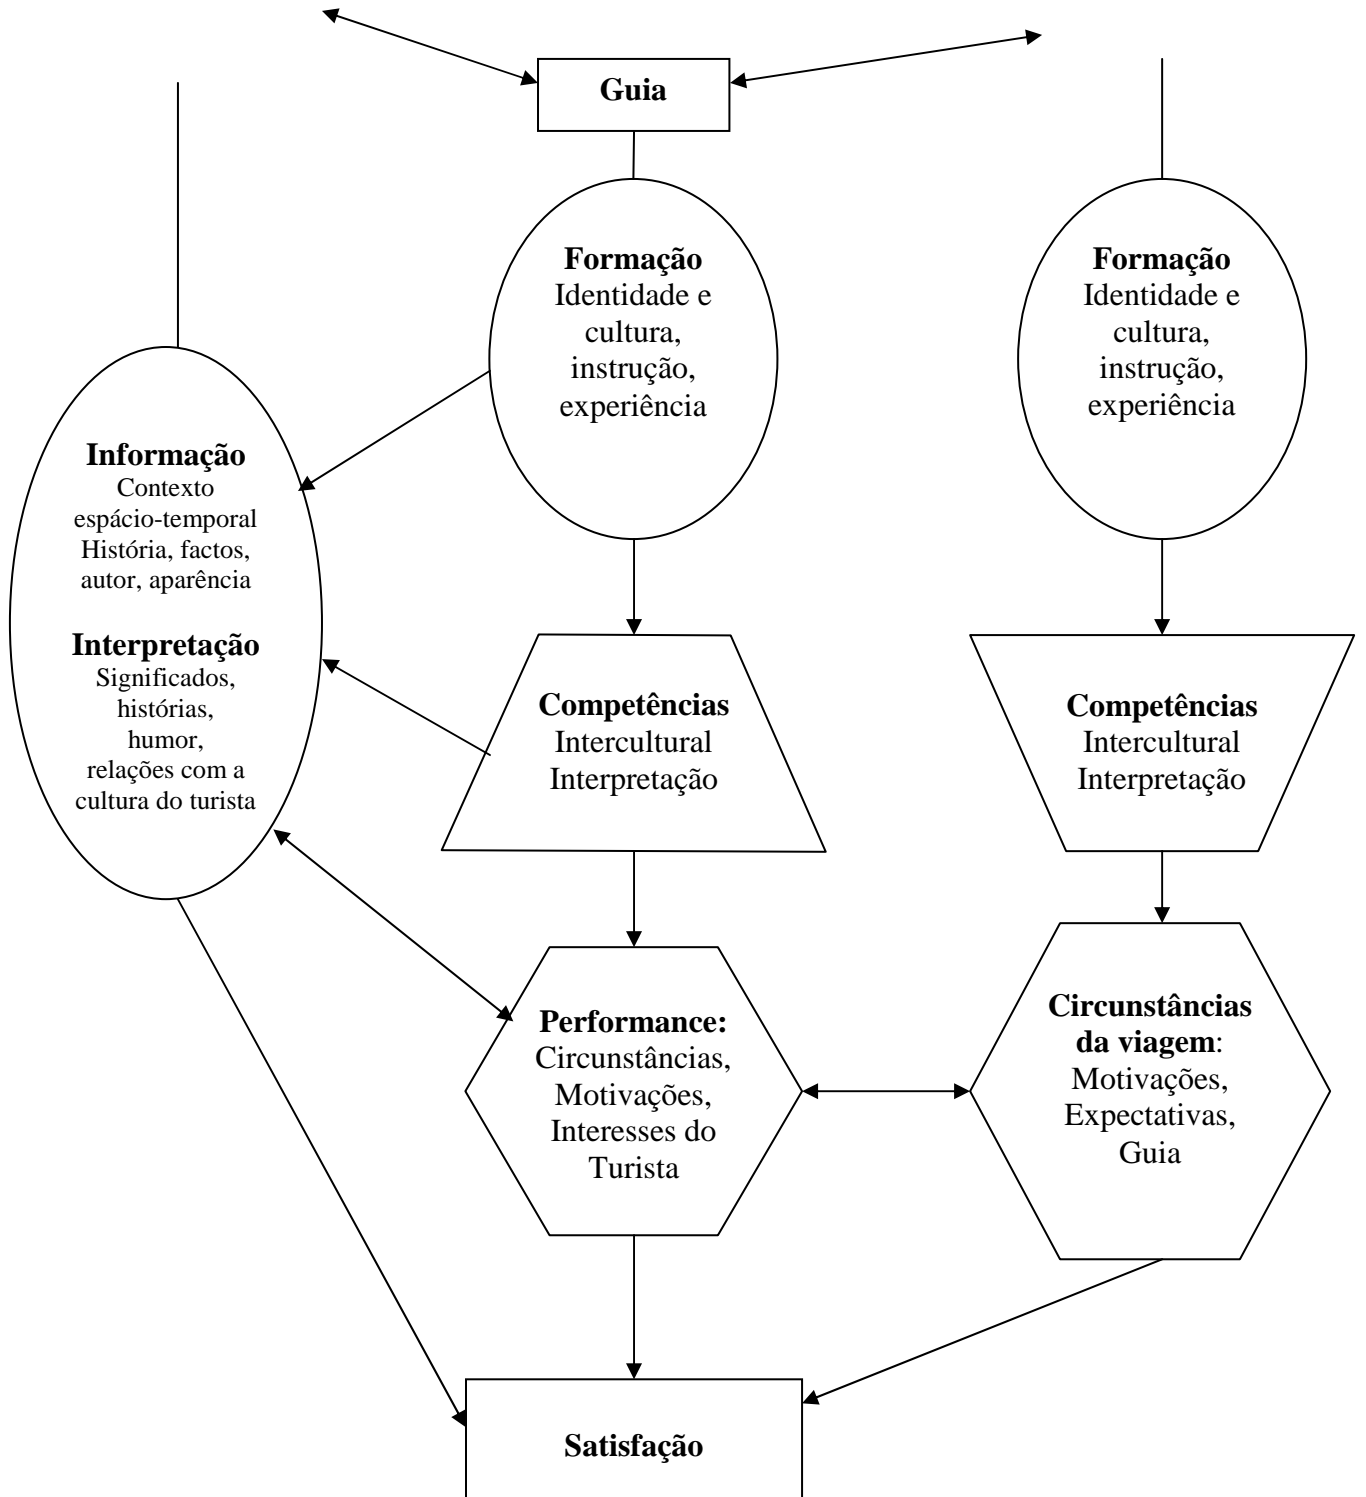 Guia
Formação
Identidade e
cultura,
instrução,
experiência
Formação
Identidade e
cultura,
instrução,
experiência
Informação
Contexto
espácio-temporal
História, factos,
autor, aparência
Interpretação
Significados,
histórias,
humor,
relações com a
cultura do turista
Competências
Intercultural
Interpretação
Competências
Intercultural
Interpretação
Performance:
Circunstâncias,
Motivações,
Interesses do
Turista
Circunstâncias
da viagem:
Motivações,
Expectativas,
Guia
Satisfação